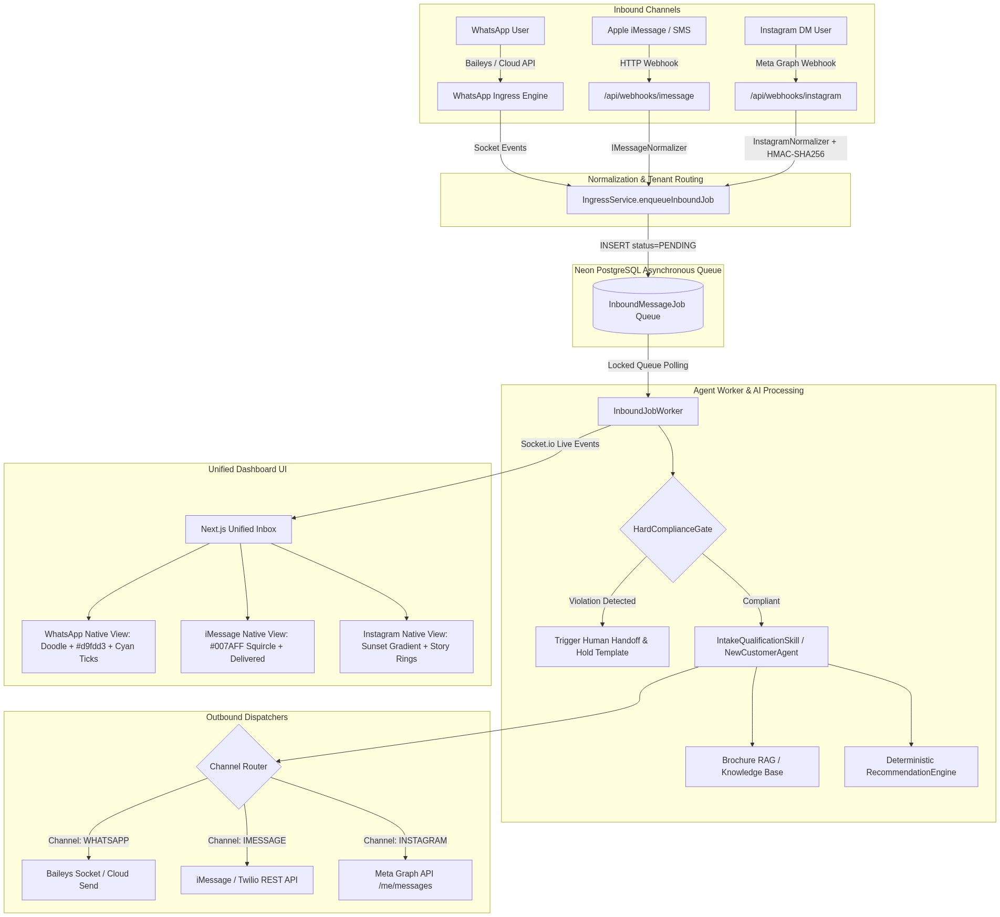 Inbound Channels
WhatsApp User
Apple iMessage / SMS
Instagram DM User
Baileys / Cloud API
HTTP Webhook
Meta Graph Webhook
WhatsApp Ingress Engine
/api/webhooks/imessage
/api/webhooks/instagram
Socket Events
IMessageNormalizer
InstagramNormalizer +
HMAC-SHA256
Normalization & Tenant Routing
IngressService.enqueueInboundJob
INSERT status=PENDING
Neon PostgreSQL Asynchronous Queue
InboundMessageJob
Queue
Locked Queue Polling
Agent Worker & AI Processing
InboundJobWorker
Socket.io Live Events
Unified Dashboard UI
Next.js Unified Inbox
HardComplianceGate
Violation Detected
Compliant
WhatsApp Native View:
Doodle + #d9fdd3 + Cyan
Ticks
iMessage Native View:
#007AFF Squircle +
Delivered
Instagram Native View:
Sunset Gradient + Story
Rings
Trigger Human Handoff &
Hold Template
IntakeQualificationSkill /
NewCustomerAgent
Outbound Dispatchers
Channel Router
Brochure RAG /
Knowledge Base
Deterministic
RecommendationEngine
Channel: WHATSAPP
Channel: IMESSAGE
Channel: INSTAGRAM
Baileys Socket / Cloud
Send
iMessage / Twilio REST API
Meta Graph API
/me/messages